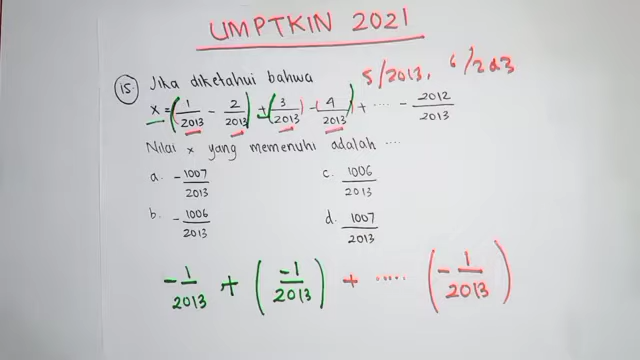 UMPTKIN 2021
15. Jika diketahui bahwa 5/2013, 6/2013
x = (1/2013 - 2/2013) + (3/2013 - 4/2013) + ..... - 2012/2013
Nilai x yang memenuhi adalah ....
a. -1007/2013 c. 1006/2013
b. -1006/2013 d. 1007/2013
-1/2013 + (-1/2013) + ..... (-1/2013)